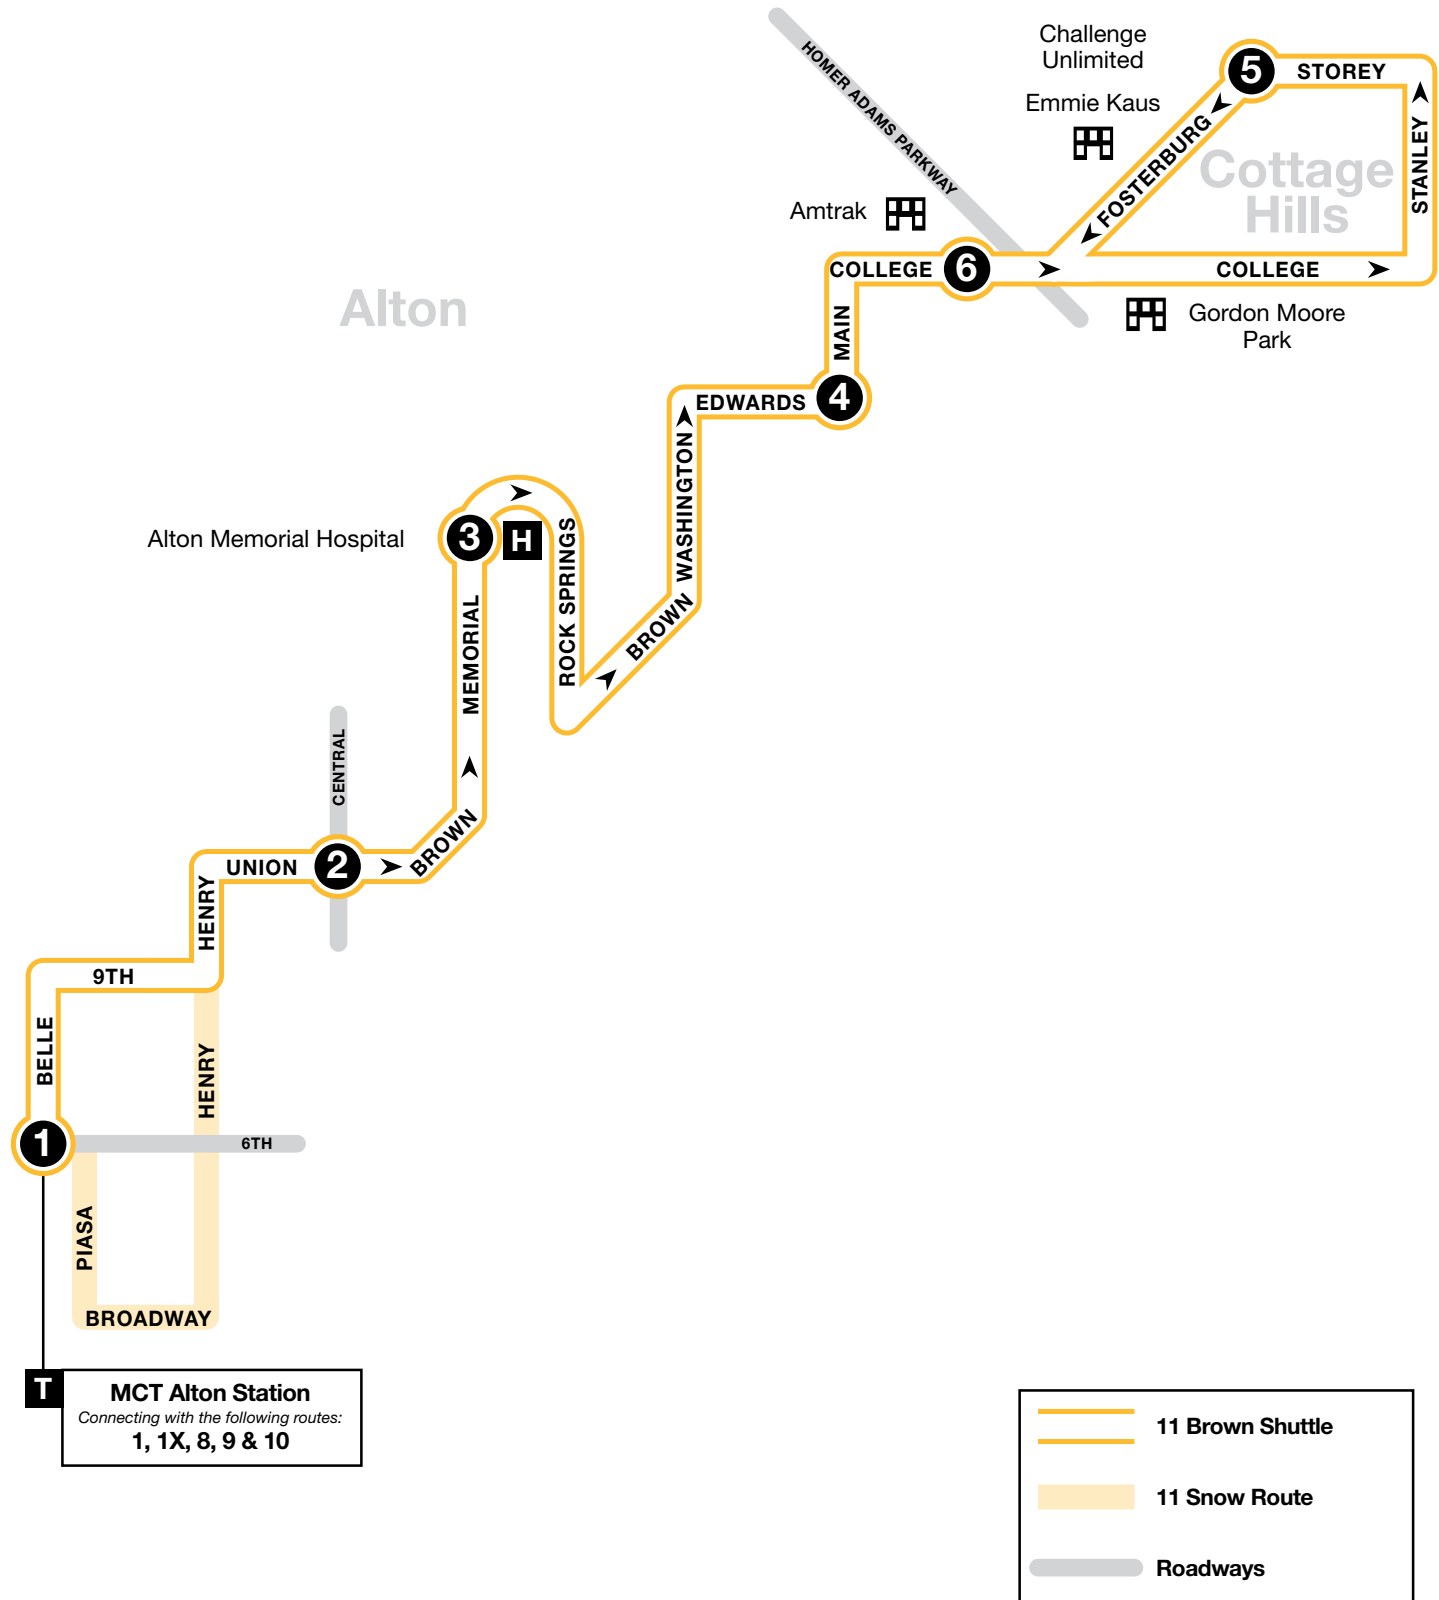 Challenge
Unlimited
5
STOREY
HOMER ADAMS PARKWAY
Emmie Kaus
FOSTERBURG
Cottage
Hills
STANLEY
Amtrak
COLLEGE
6
COLLEGE
Gordon Moore
Park
Alton
MAIN
EDWARDS
4
WASHINGTON
Alton Memorial Hospital
3
H
ROCK SPRINGS
BROWN
MEMORIAL
CENTRAL
UNION
2
BROWN
HENRY
9TH
BELLE
HENRY
1
6TH
PIASA
BROADWAY
T
MCT Alton Station
Connecting with the following routes:
1, 1X, 8, 9 & 10
11 Brown Shuttle
11 Snow Route
Roadways